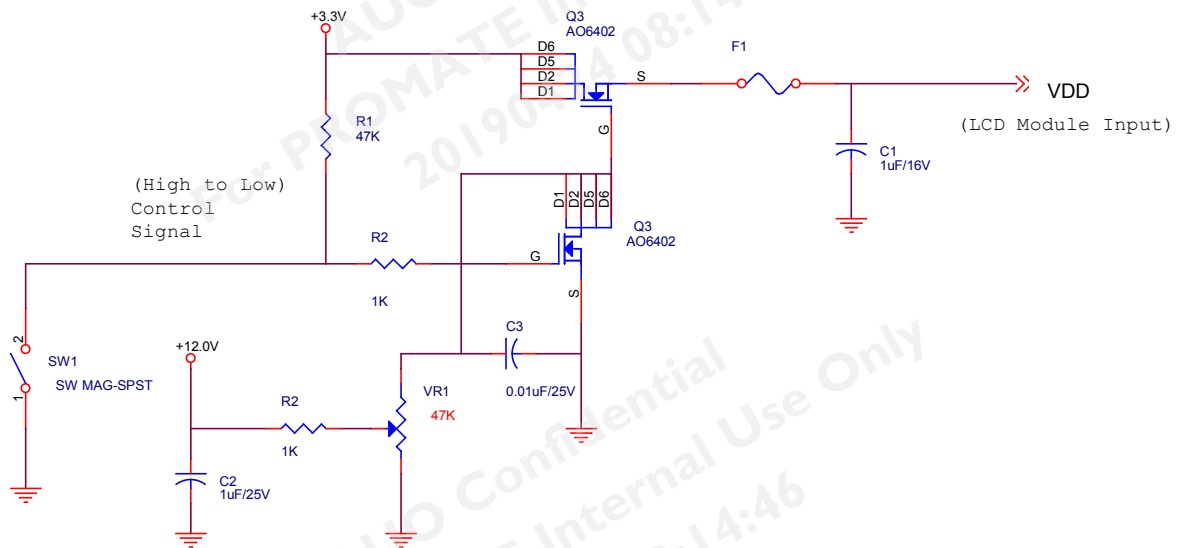 +3.3V
Q3
AO6402
D6
D5
D2
D1
S
G
F1
VDD
(LCD Module Input)
R1
47K
C1
1uF/16V
(High to Low)
Control
Signal
D1
D2
D5
D6
Q3
AO6402
R2
G
1K
S
2
SW1
SW MAG-SPST
1
+12.0V
C3
0.01uF/25V
R2
1K
VR1
47K
C2
1uF/25V
For PROMATE
Confidential
Internal Use Only